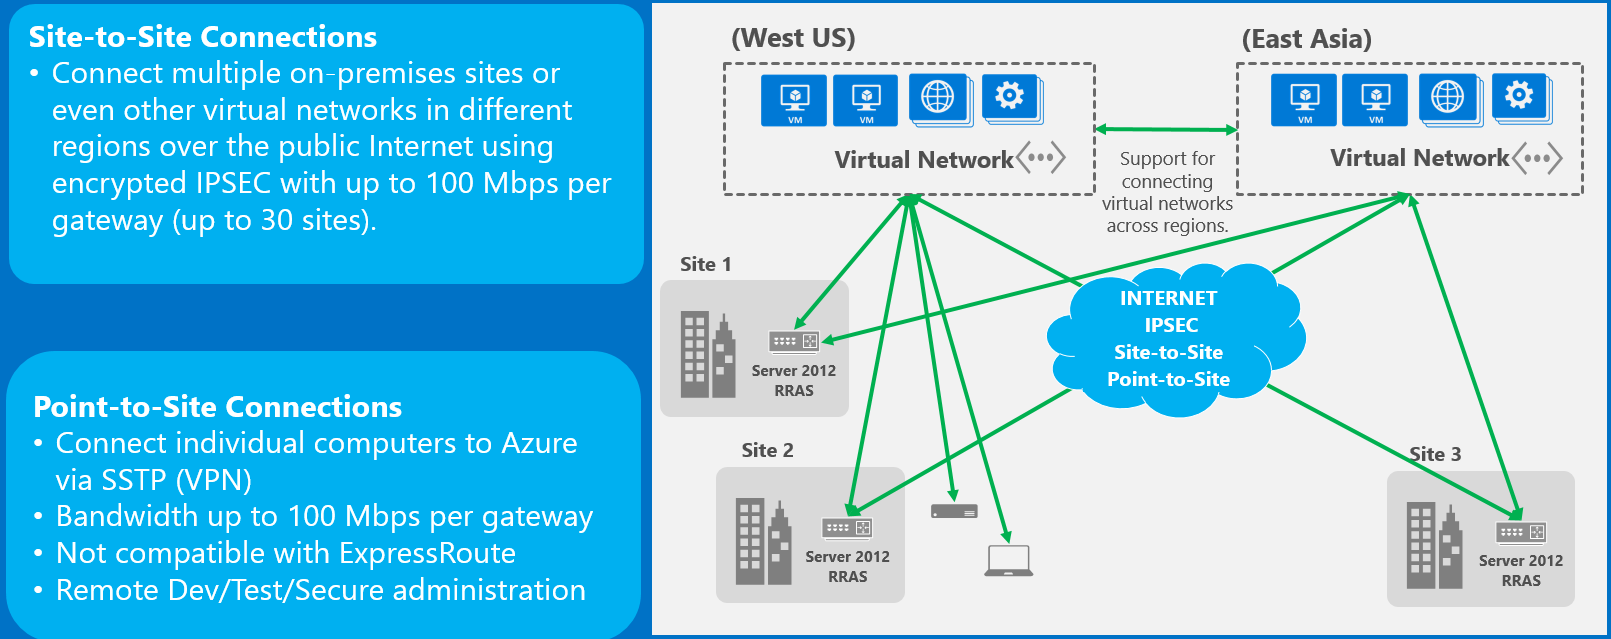 Site-to-Site Connections
• Connect multiple on-premises sites or
even other virtual networks in different
regions over the public Internet using
encrypted IPSEC with up to 100 Mbps per
gateway (up to 30 sites).
Point-to-Site Connections
• Connect individual computers to Azure
via SSTP (VPN)
• Bandwidth up to 100 Mbps per gateway
• Not compatible with ExpressRoute
• Remote Dev/Test/Secure administration
(West US)
VM
VM
Virtual Network
(East Asia)
VM
VM
Virtual Network
Support for
connecting
virtual networks
across regions.
Site 1
Server 2012
RRAS
INTERNET
IPSEC
Site-to-Site
Point-to-Site
Site 2
Server 2012
RRAS
Site 3
Server 2012
RRAS